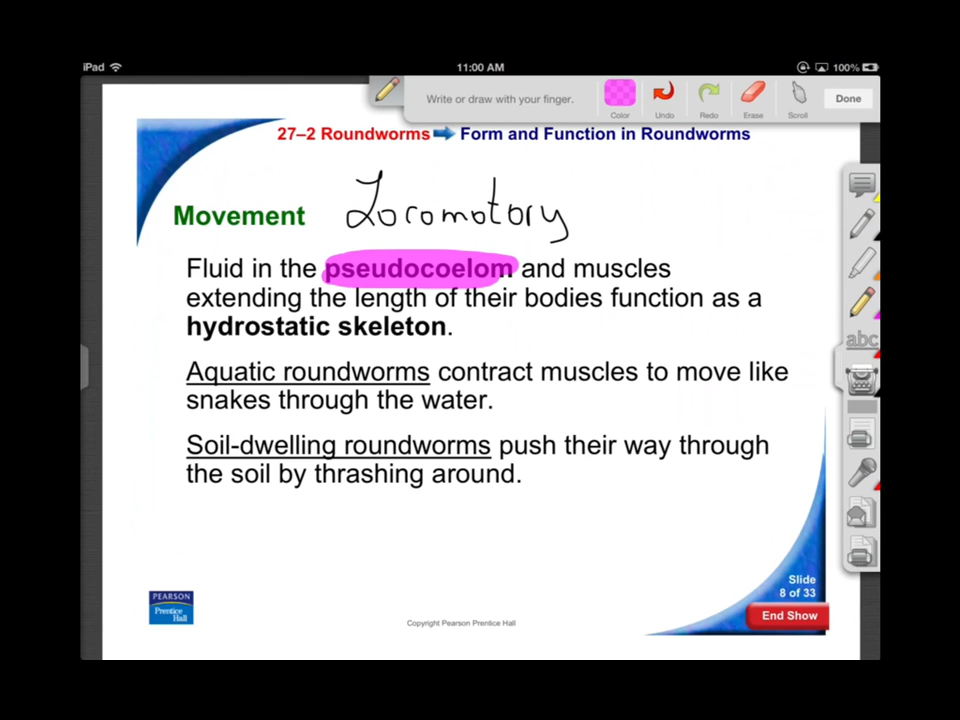 iPad
11:00 AM
100%
Write or draw with your finger.
Color
Undo
Redo
Erase
Scroll
Done
27–2 Roundworms Form and Function in Roundworms
Movement
Locomotory
Fluid in the pseudocoelom and muscles
extending the length of their bodies function as a
hydrostatic skeleton.
Aquatic roundworms contract muscles to move like
snakes through the water.
Soil-dwelling roundworms push their way through
the soil by thrashing around.
abc
PEARSON
Prentice
Hall
Copyright Pearson Prentice Hall
Slide
8 of 33
End Show